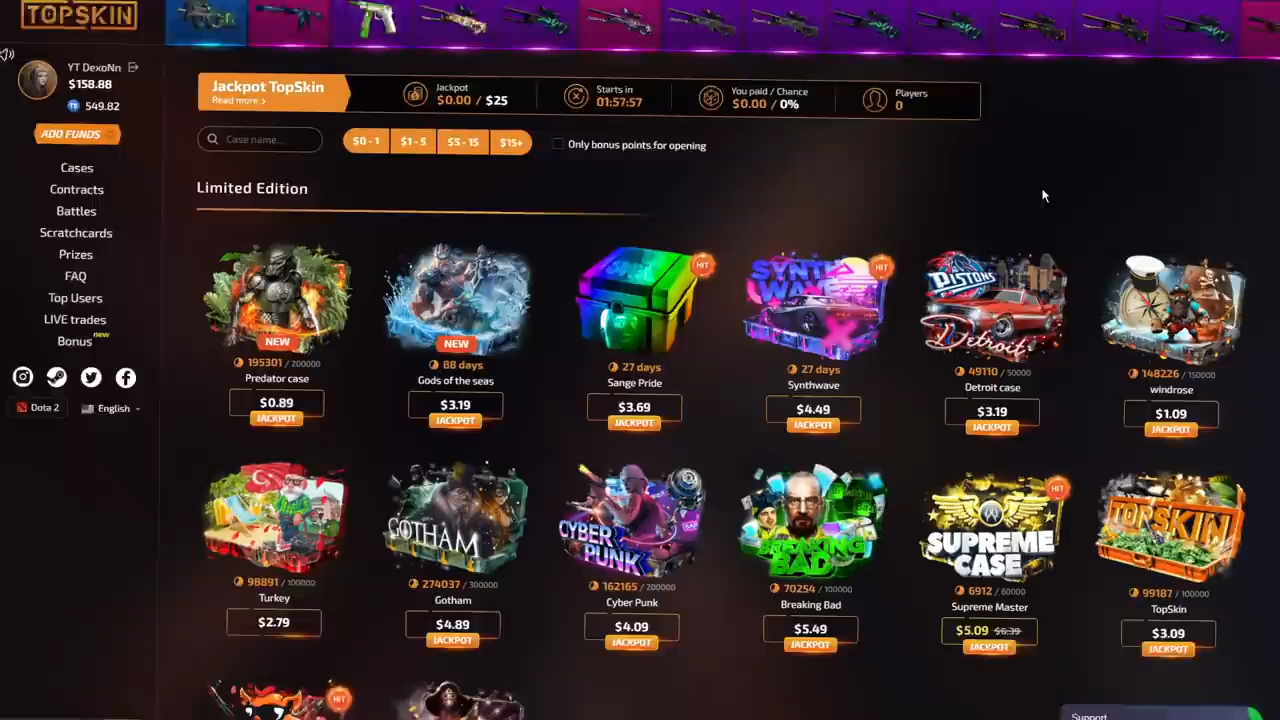 TOPSKIN
YT DexoNn
$158.88
TS 549.82
ADD FUNDS
Cases
Contracts
Battles
Scratchcards
Prizes
FAQ
Top Users
LIVE trades
Bonus new
Dota 2
English
Jackpot TopSkin
Read more >
Jackpot
$0.00 / $25
Starts in
01:57:57
You paid / Chance
$0.00 / 0%
Players
0
Case name...
$0 - 1
$1 - 5
$5 - 15
$15+
Only bonus points for opening
Limited Edition
NEW
195301 / 200000
Predator case
$0.89
JACKPOT
NEW
88 days
Gods of the seas
$3.19
JACKPOT
HIT
27 days
Sange Pride
$3.69
JACKPOT
SYNTH WAVE
HIT
27 days
Synthwave
$4.49
JACKPOT
PISTONS
Detroit
49110 / 50000
Detroit case
$3.19
JACKPOT
148226 / 150000
windrose
$1.09
JACKPOT
98891 / 100000
Turkey
$2.79
GOTHAM
274037 / 300000
Gotham
$4.89
JACKPOT
CYBER
PUNK
162165 / 200000
Cyber Punk
$4.09
JACKPOT
BREAKING
BAD
70254 / 100000
Breaking Bad
$5.49
JACKPOT
HIT
SUPREME
CASE
6912 / 60000
Supreme Master
$5.09 $6.39
JACKPOT
TOPSKIN
99187 / 100000
TopSkin
$3.09
JACKPOT
HIT
Support